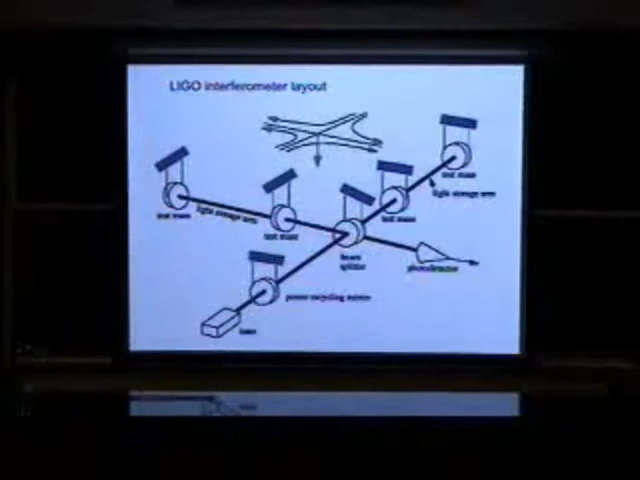 LIGO interferometer layout
test mass
light storage arm
test mass
light storage arm
test mass
test mass
beam
splitter
photodetector
power recycling mirror
laser
laser